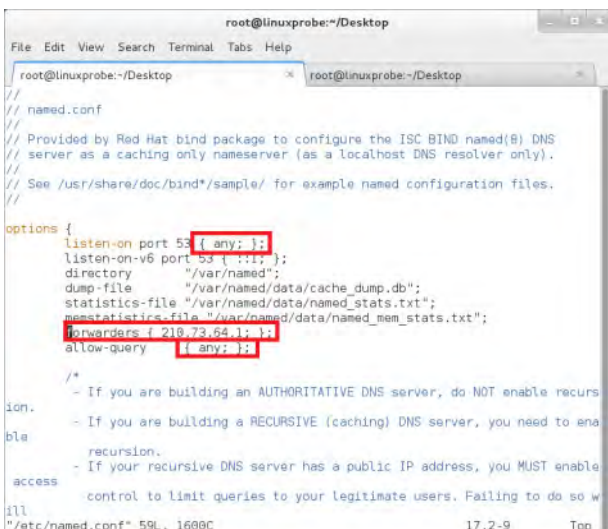 root@linuxprobe:~/Desktop
File Edit View Search Terminal Tabs Help
root@linuxprobe:~/Desktop
root@linuxprobe:~/Desktop
//
// named.conf
//
// Provided by Red Hat bind package to configure the ISC BIND named(8) DNS
// server as a caching only nameserver (as a localhost DNS resolver only).
//
// See /usr/share/doc/bind*/sample/ for example named configuration files.
//
options {
listen-on port 53 { any; };
listen-on-v6 port 53 { ::1; };
directory "/var/named";
dump-file "/var/named/data/cache_dump.db";
statistics-file "/var/named/data/named_stats.txt";
memstatistics-file "/var/named/data/named_mem_stats.txt";
forwarders { 210.73.64.1; };
allow-query { any; };
/*
- If you are building an AUTHORITATIVE DNS server, do NOT enable recurs
ion.
- If you are building a RECURSIVE (caching) DNS server, you need to ena
ble
recursion.
- If your recursive DNS server has a public IP address, you MUST enable
access
control to limit queries to your legitimate users. Failing to do so w
ill
"/etc/named.conf" 59L, 1600C 17,2-9 Top